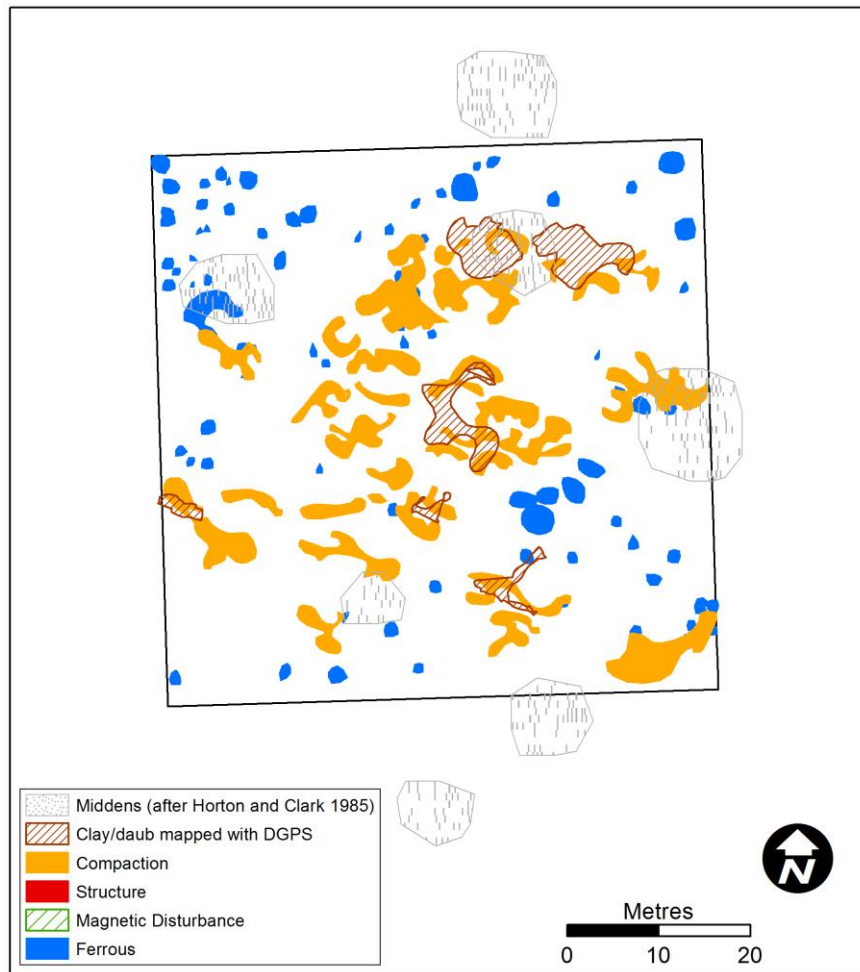 Middens (after Horton and Clark 1985)
Clay/daub mapped with DGPS
Compaction
Structure
Magnetic Disturbance
Ferrous
N
Metres
0 10 20